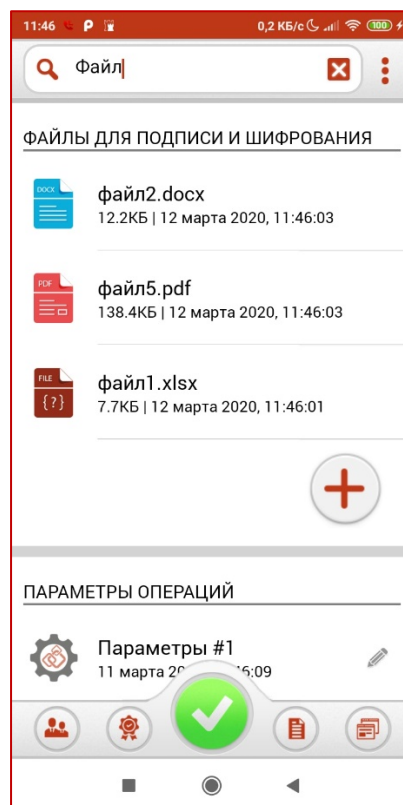 11:46 0,2 КБ/с 100
Файл
ФАЙЛЫ ДЛЯ ПОДПИСИ И ШИФРОВАНИЯ
DOCX
файл2.docx
12.2КБ | 12 марта 2020, 11:46:03
PDF
файл5.pdf
138.4КБ | 12 марта 2020, 11:46:03
FILE
{?}
файл1.xlsx
7.7КБ | 12 марта 2020, 11:46:01
ПАРАМЕТРЫ ОПЕРАЦИЙ
Параметры #1
11 марта 6:09